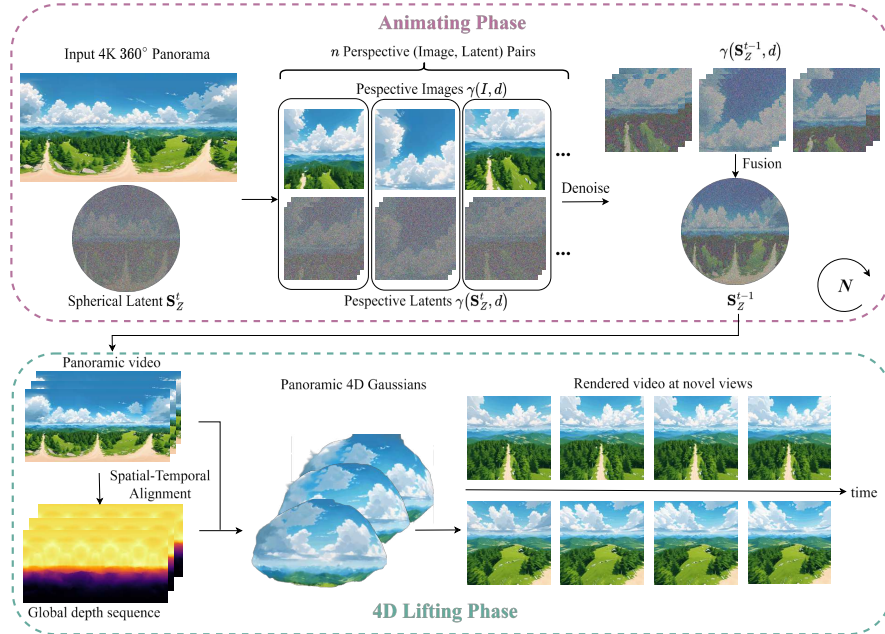 Animating Phase
Input 4K 360° Panorama
n Perspective (Image, Latent) Pairs
Pespective Images γ(I, d)
γ(S_Z^{t-1}, d)
...
Denoise
Fusion
...
Spherical Latent S_Z^t
Pespective Latents γ(S_Z^t, d)
S_Z^{t-1}
N
Panoramic video
Spatial-Temporal
Alignment
Global depth sequence
Panoramic 4D Gaussians
Rendered video at novel views
time
4D Lifting Phase